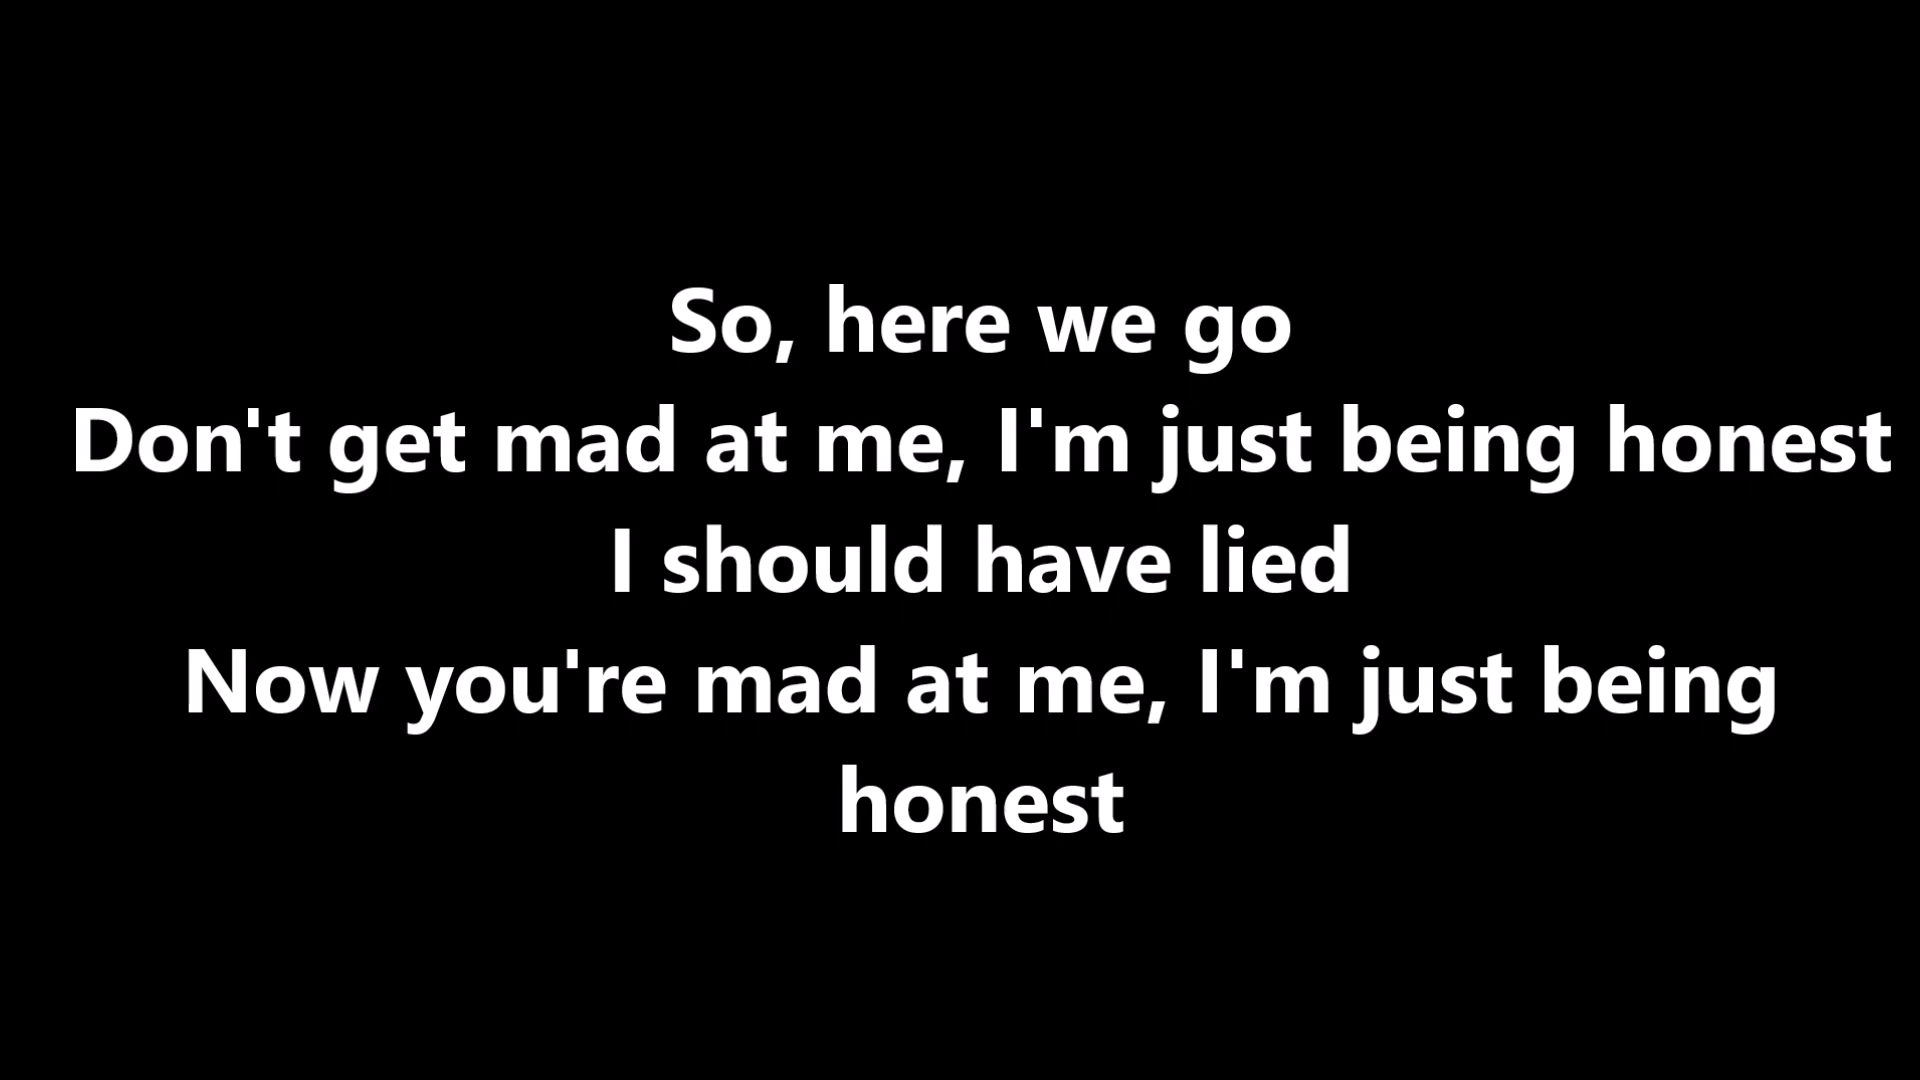 So, here we go
Don't get mad at me, I'm just being honest
I should have lied
Now you're mad at me, I'm just being
honest